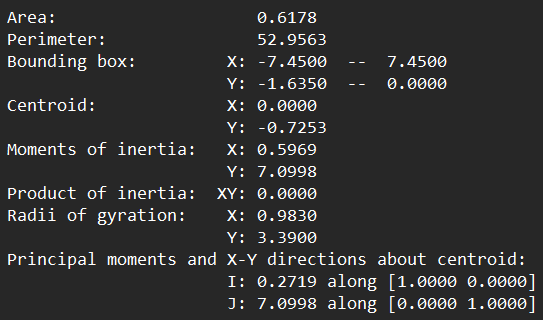 Area: 0.6178
Perimeter: 52.9563
Bounding box: X: -7.4500 -- 7.4500
Y: -1.6350 -- 0.0000
Centroid: X: 0.0000
Y: -0.7253
Moments of inertia: X: 0.5969
Y: 7.0998
Product of inertia: XY: 0.0000
Radii of gyration: X: 0.9830
Y: 3.3900
Principal moments and X-Y directions about centroid:
I: 0.2719 along [1.0000 0.0000]
J: 7.0998 along [0.0000 1.0000]